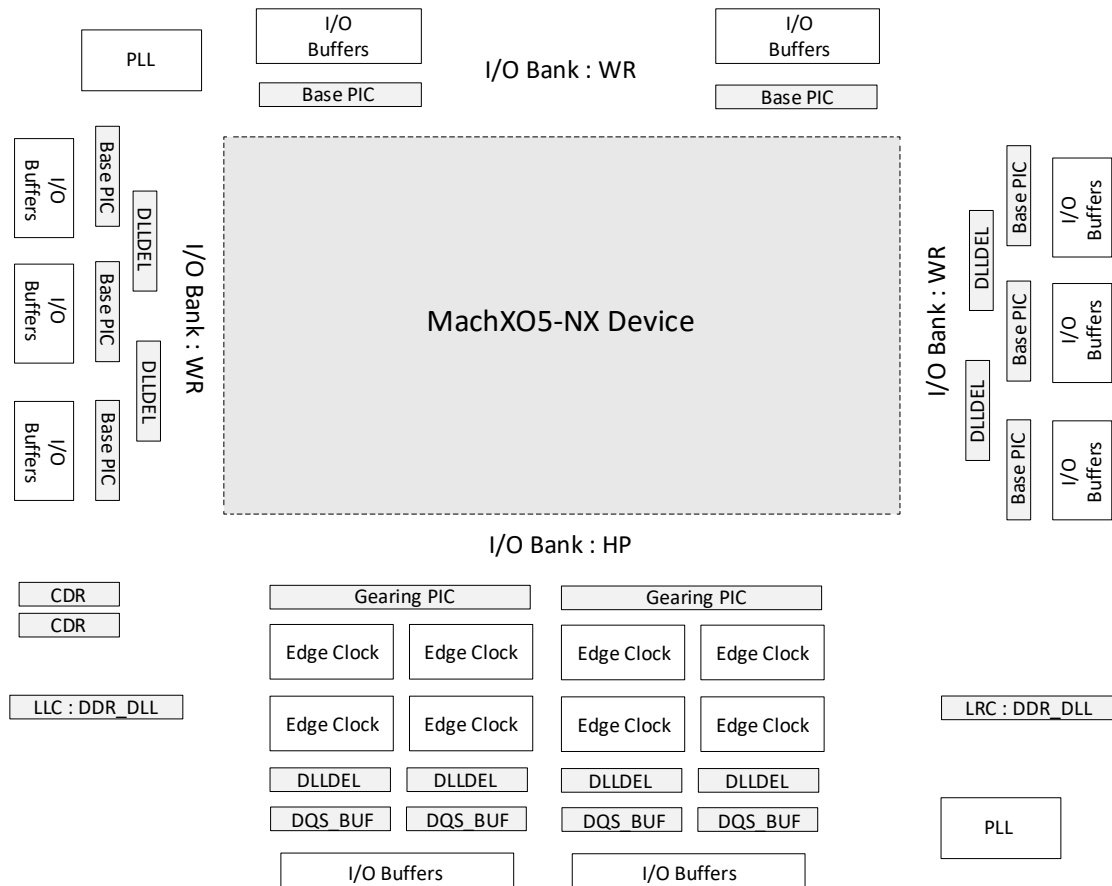 I/O
Buffers
I/O
Buffers
PLL
I/O Bank : WR
Base PIC
Base PIC
I/O
Buffers
Base PIC
DLLDEL
I/O
Buffers
Base PIC
DLLDEL
I/O
Buffers
Base PIC
I/O Bank : WR
MachXO5-NX Device
I/O Bank : WR
DLLDEL
Base PIC
I/O
Buffers
DLLDEL
Base PIC
I/O
Buffers
Base PIC
I/O
Buffers
I/O Bank : HP
CDR
CDR
Gearing PIC
Gearing PIC
Edge Clock
Edge Clock
Edge Clock
Edge Clock
LLC : DDR_DLL
Edge Clock
Edge Clock
Edge Clock
Edge Clock
LRC : DDR_DLL
DLLDEL
DLLDEL
DLLDEL
DLLDEL
DQS_BUF
DQS_BUF
DQS_BUF
DQS_BUF
PLL
I/O Buffers
I/O Buffers